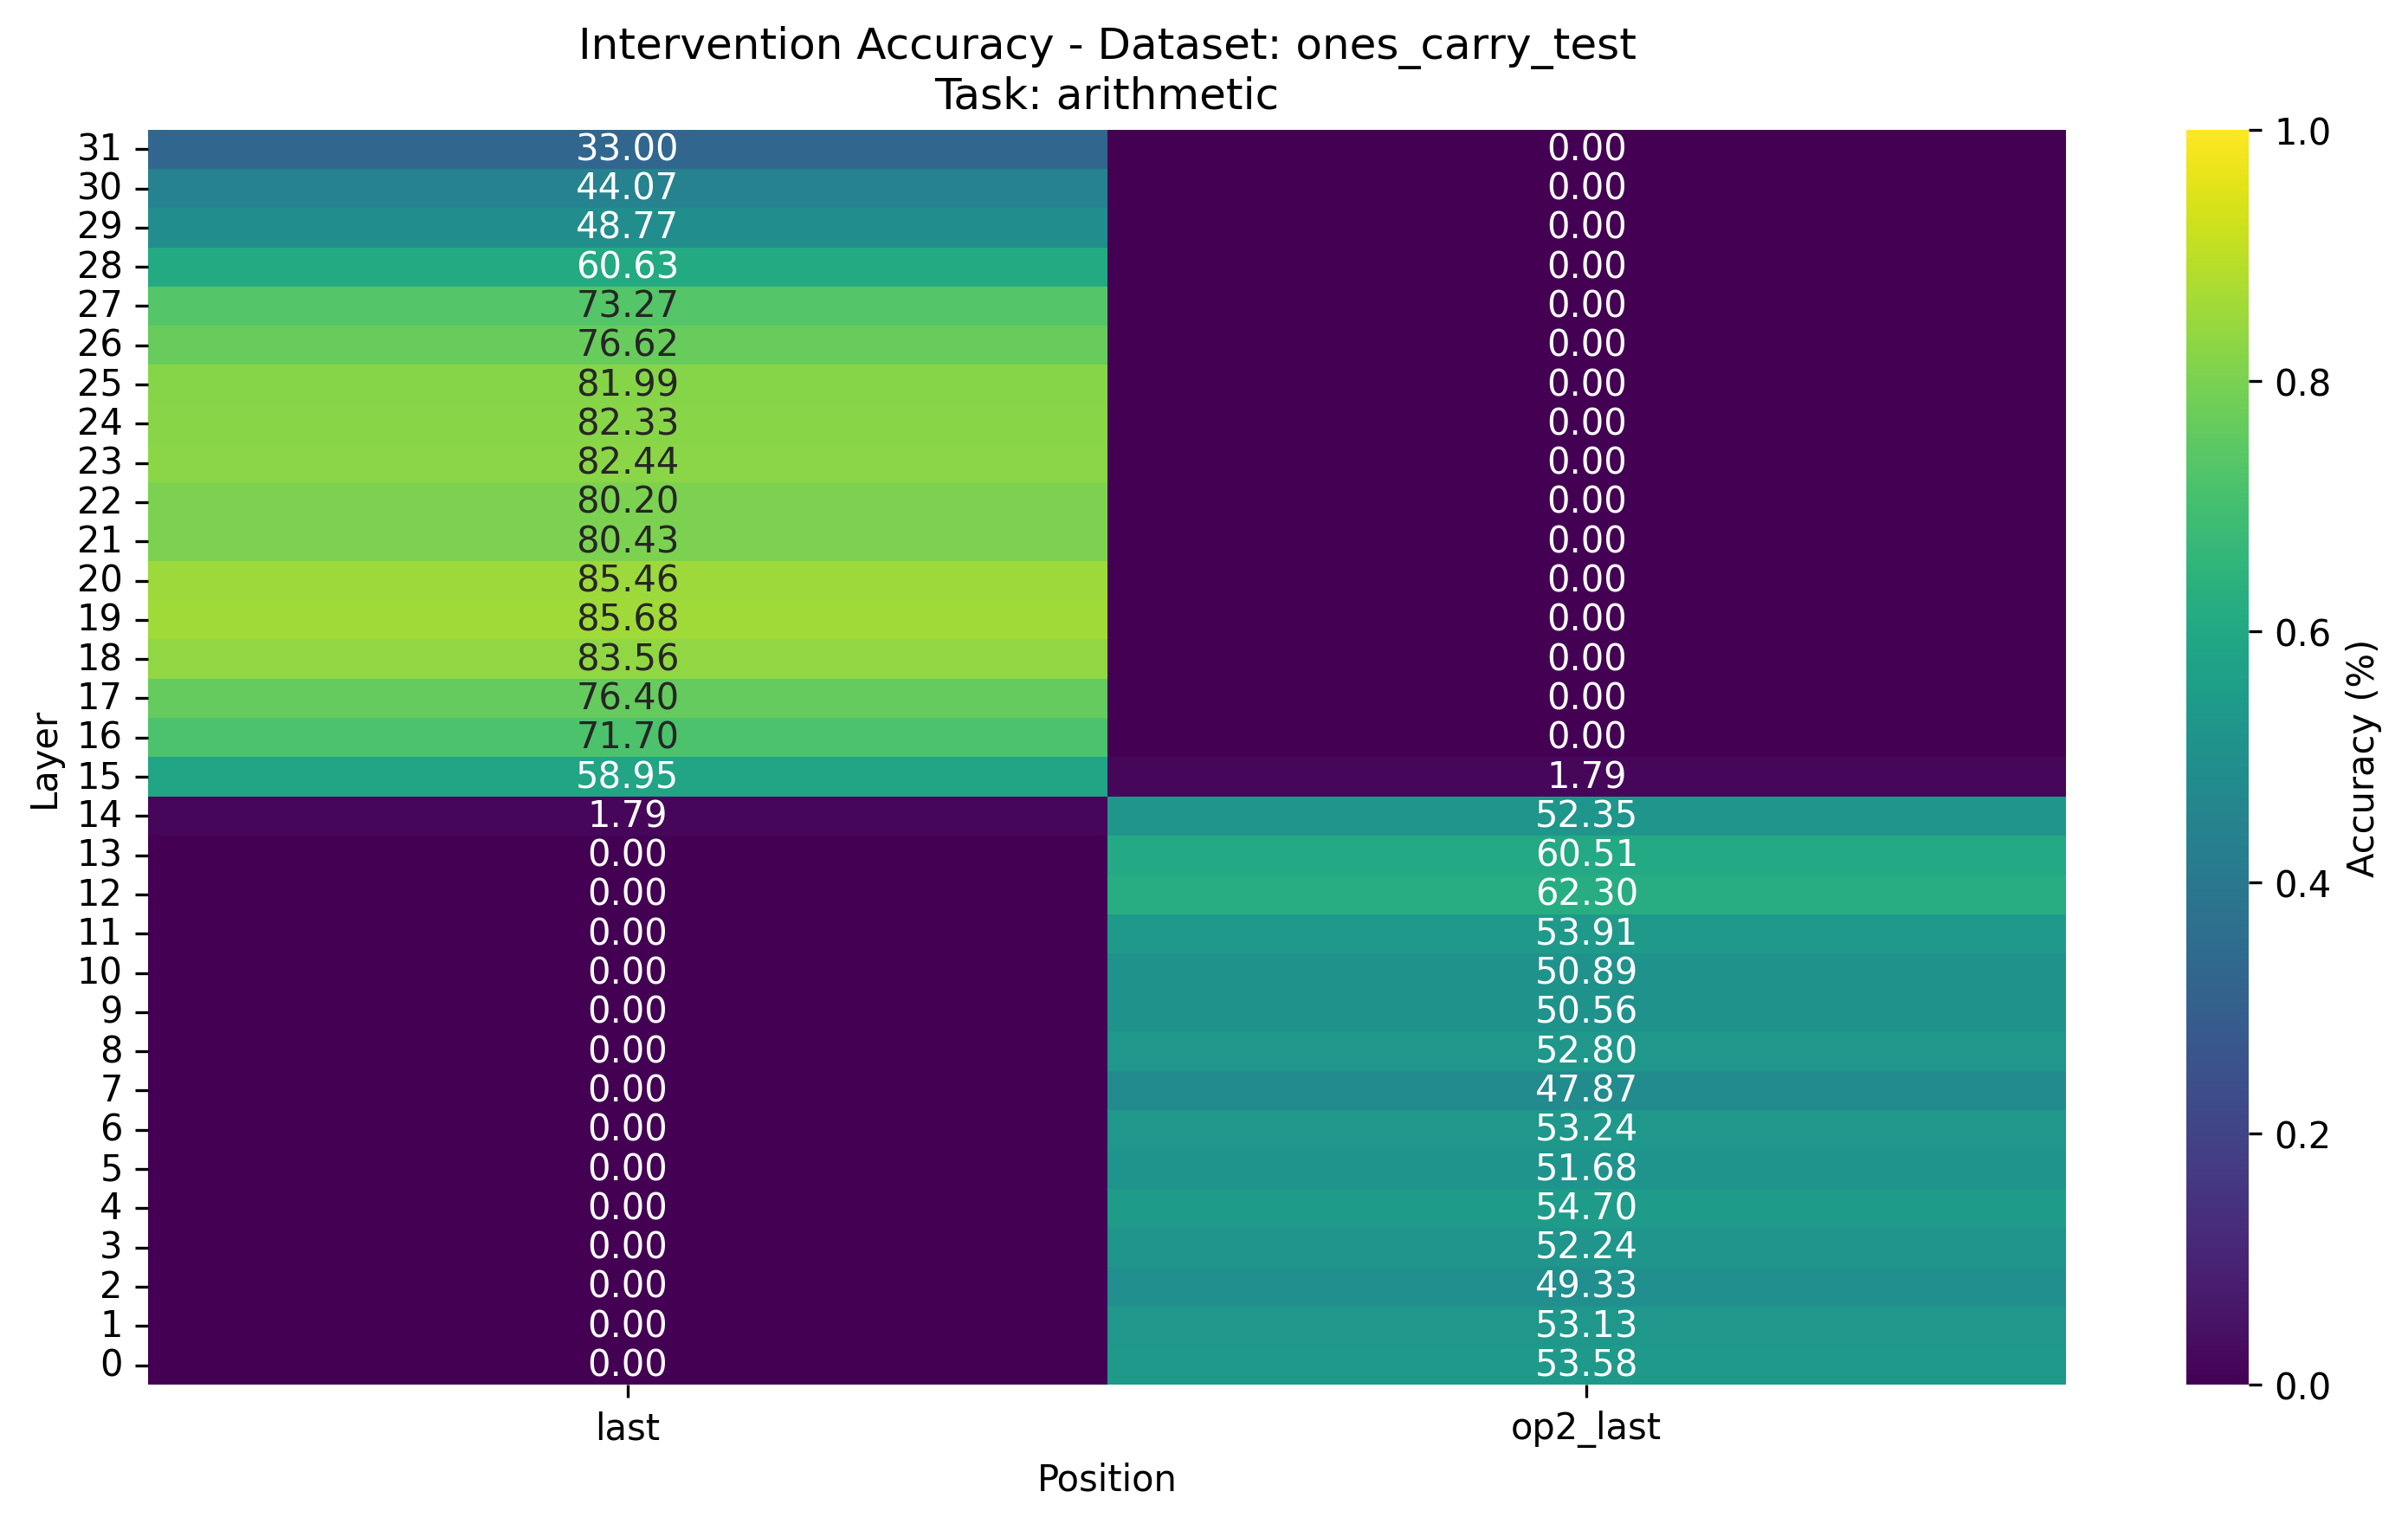 Intervention Accuracy - Dataset: ones_carry_test
Task: arithmetic
31 33.00 0.00
30 44.07 0.00
29 48.77 0.00
28 60.63 0.00
27 73.27 0.00
26 76.62 0.00
25 81.99 0.00
24 82.33 0.00
23 82.44 0.00
22 80.20 0.00
21 80.43 0.00
20 85.46 0.00
19 85.68 0.00
18 83.56 0.00
17 76.40 0.00
16 71.70 0.00
15 58.95 1.79
14 1.79 52.35
13 0.00 60.51
12 0.00 62.30
11 0.00 53.91
10 0.00 50.89
9 0.00 50.56
8 0.00 52.80
7 0.00 47.87
6 0.00 53.24
5 0.00 51.68
4 0.00 54.70
3 0.00 52.24
2 0.00 49.33
1 0.00 53.13
0 0.00 53.58
last op2_last
Position
Layer
1.0
0.8
0.6
0.4
0.2
0.0
Accuracy (%)